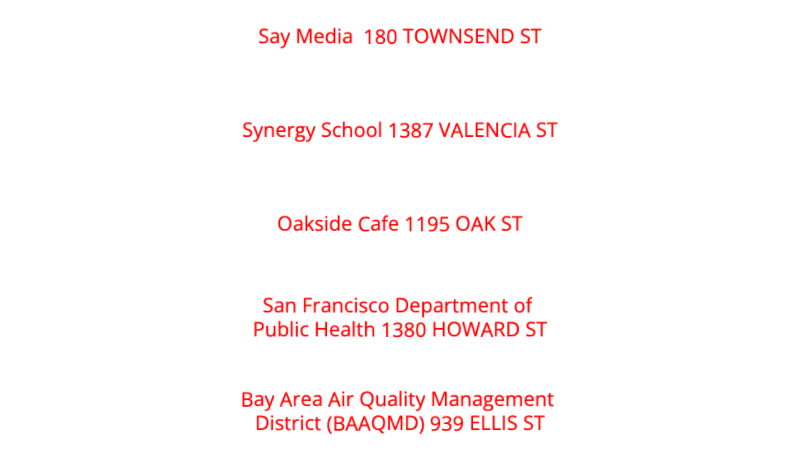 Say Media  180 TOWNSEND ST
Synergy School 1387 VALENCIA ST
Oakside Cafe 1195 OAK ST
San Francisco Department of
Public Health 1380 HOWARD ST
Bay Area Air Quality Management
District (BAAQMD) 939 ELLIS ST